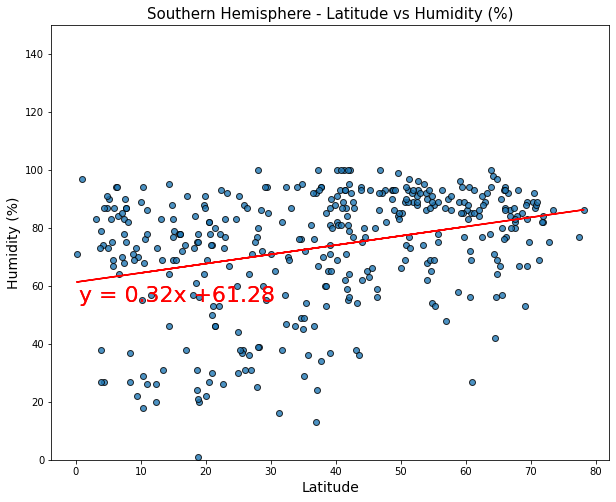 Southern Hemisphere - Latitude vs Humidity (%)
140
120
100
80
60
40
20
0
Humidity (%)
y = 0.32x +61.28
0 10 20 30 40 50 60 70 80
Latitude